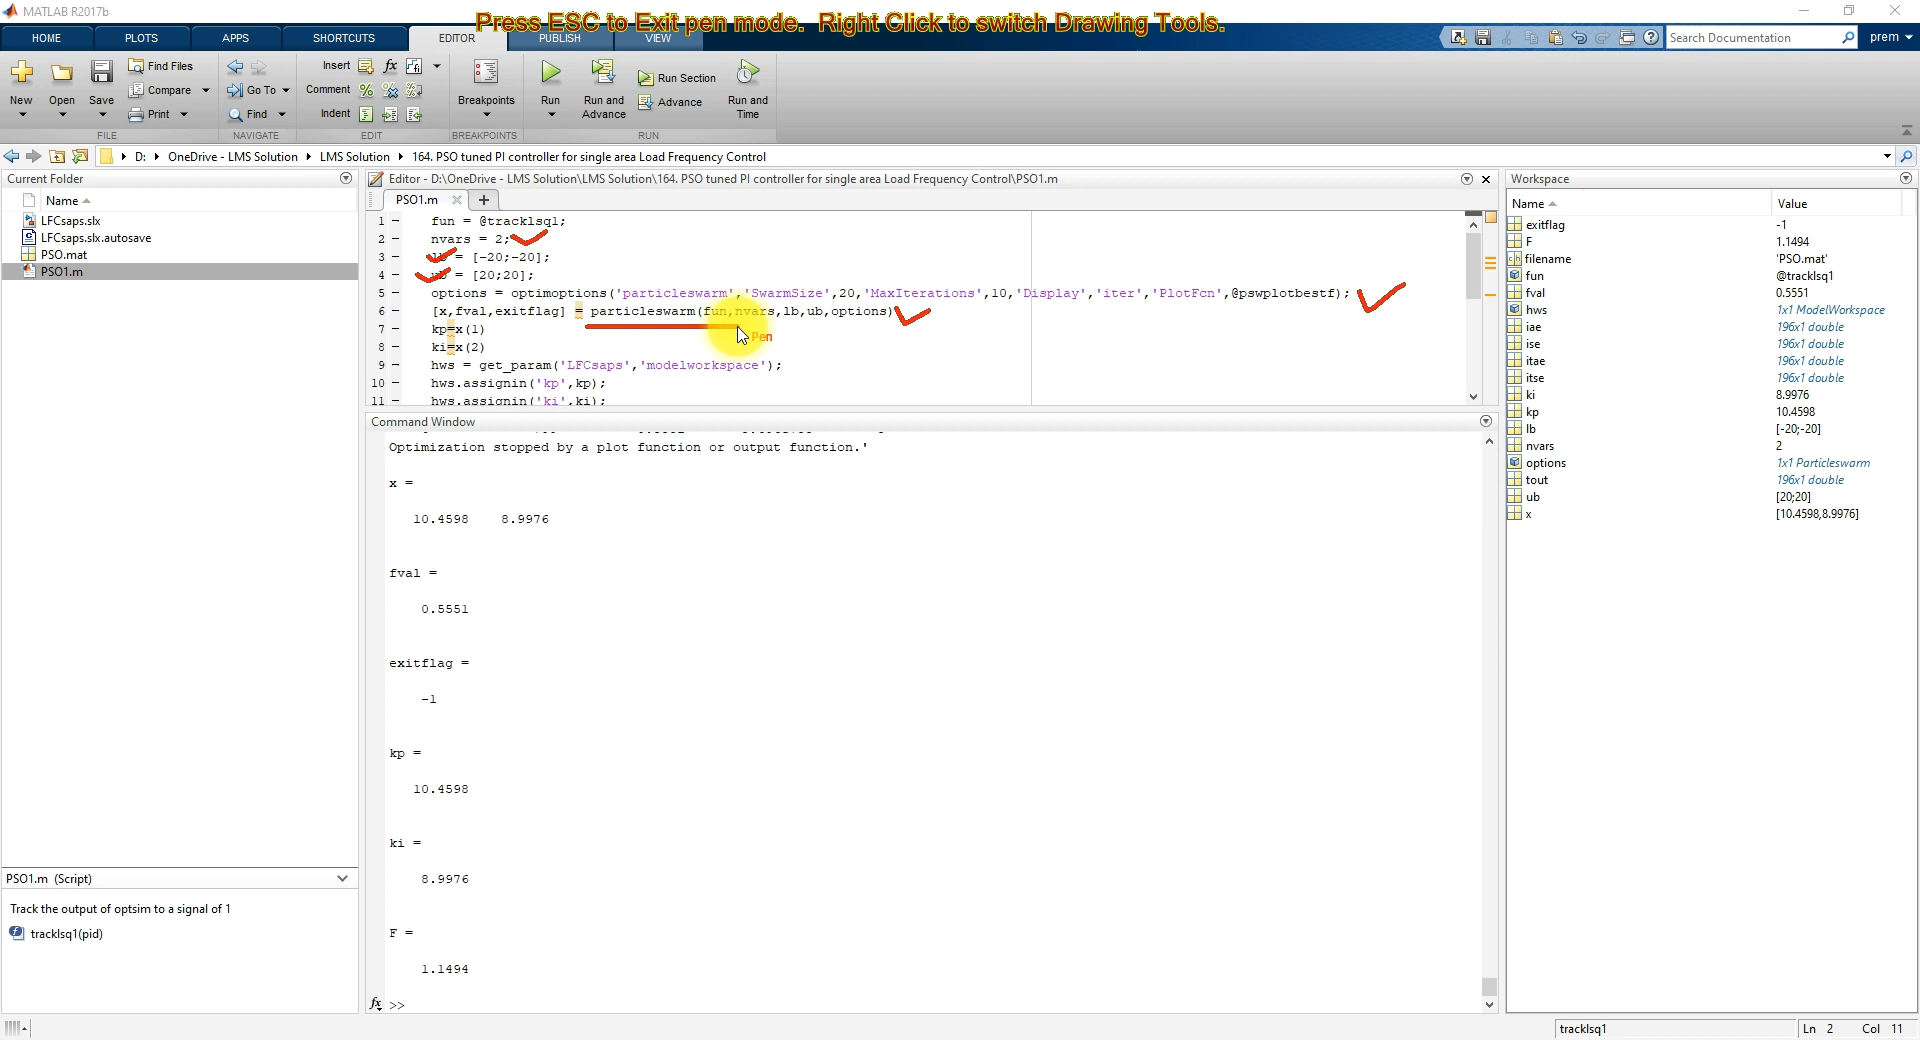 MATLAB R2017b
Press ESC to Exit pen mode. Right Click to switch Drawing Tools.
HOME PLOTS APPS SHORTCUTS EDITOR PUBLISH VIEW
Search Documentation
prem
New Open Save Find Files Compare Print
Go To Find
Insert Comment Indent
fx
Breakpoints
Run Run and Advance Run Section Advance Run and Time
FILE NAVIGATE EDIT BREAKPOINTS RUN
D: OneDrive - LMS Solution LMS Solution 164. PSO tuned PI controller for single area Load Frequency Control
Current Folder
Name
LFCsaps.slx
LFCsaps.slx.autosave
PSO.mat
PSO1.m
PSO1.m (Script)
Track the output of optsim to a signal of 1
tracklsq1(pid)
Editor - D:\OneDrive - LMS Solution\LMS Solution\164. PSO tuned PI controller for single area Load Frequency Control\PSO1.m
PSO1.m
1 - fun = @tracklsq1;
2 - nvars = 2;
3 - = [-20;-20];
4 - = [20;20];
5 - options = optimoptions('particleswarm','SwarmSize',20,'MaxIterations',10,'Display','iter','PlotFcn',@pswplotbestf);
6 - [x,fval,exitflag] = particleswarm(fun,nvars,lb,ub,options)
7 - kp=x(1)
8 - ki=x(2)
9 - hws = get_param('LFCsaps','modelworkspace');
10 - hws.assignin('kp',kp);
11 - hws.assignin('ki',ki);
Pen
Command Window
Optimization stopped by a plot function or output function.'
x =
10.4598 8.9976
fval =
0.5551
exitflag =
-1
kp =
10.4598
ki =
8.9976
F =
1.1494
fx >>
Workspace
Name Value
exitflag -1
F 1.1494
filename 'PSO.mat'
fun @tracklsq1
fval 0.5551
hws 1x1 ModelWorkspace
iae 196x1 double
ise 196x1 double
itae 196x1 double
itse 196x1 double
ki 8.9976
kp 10.4598
lb [-20;-20]
nvars 2
options 1x1 Particleswarm
tout 196x1 double
ub [20;20]
x [10.4598,8.9976]
tracklsq1
Ln 2 Col 11